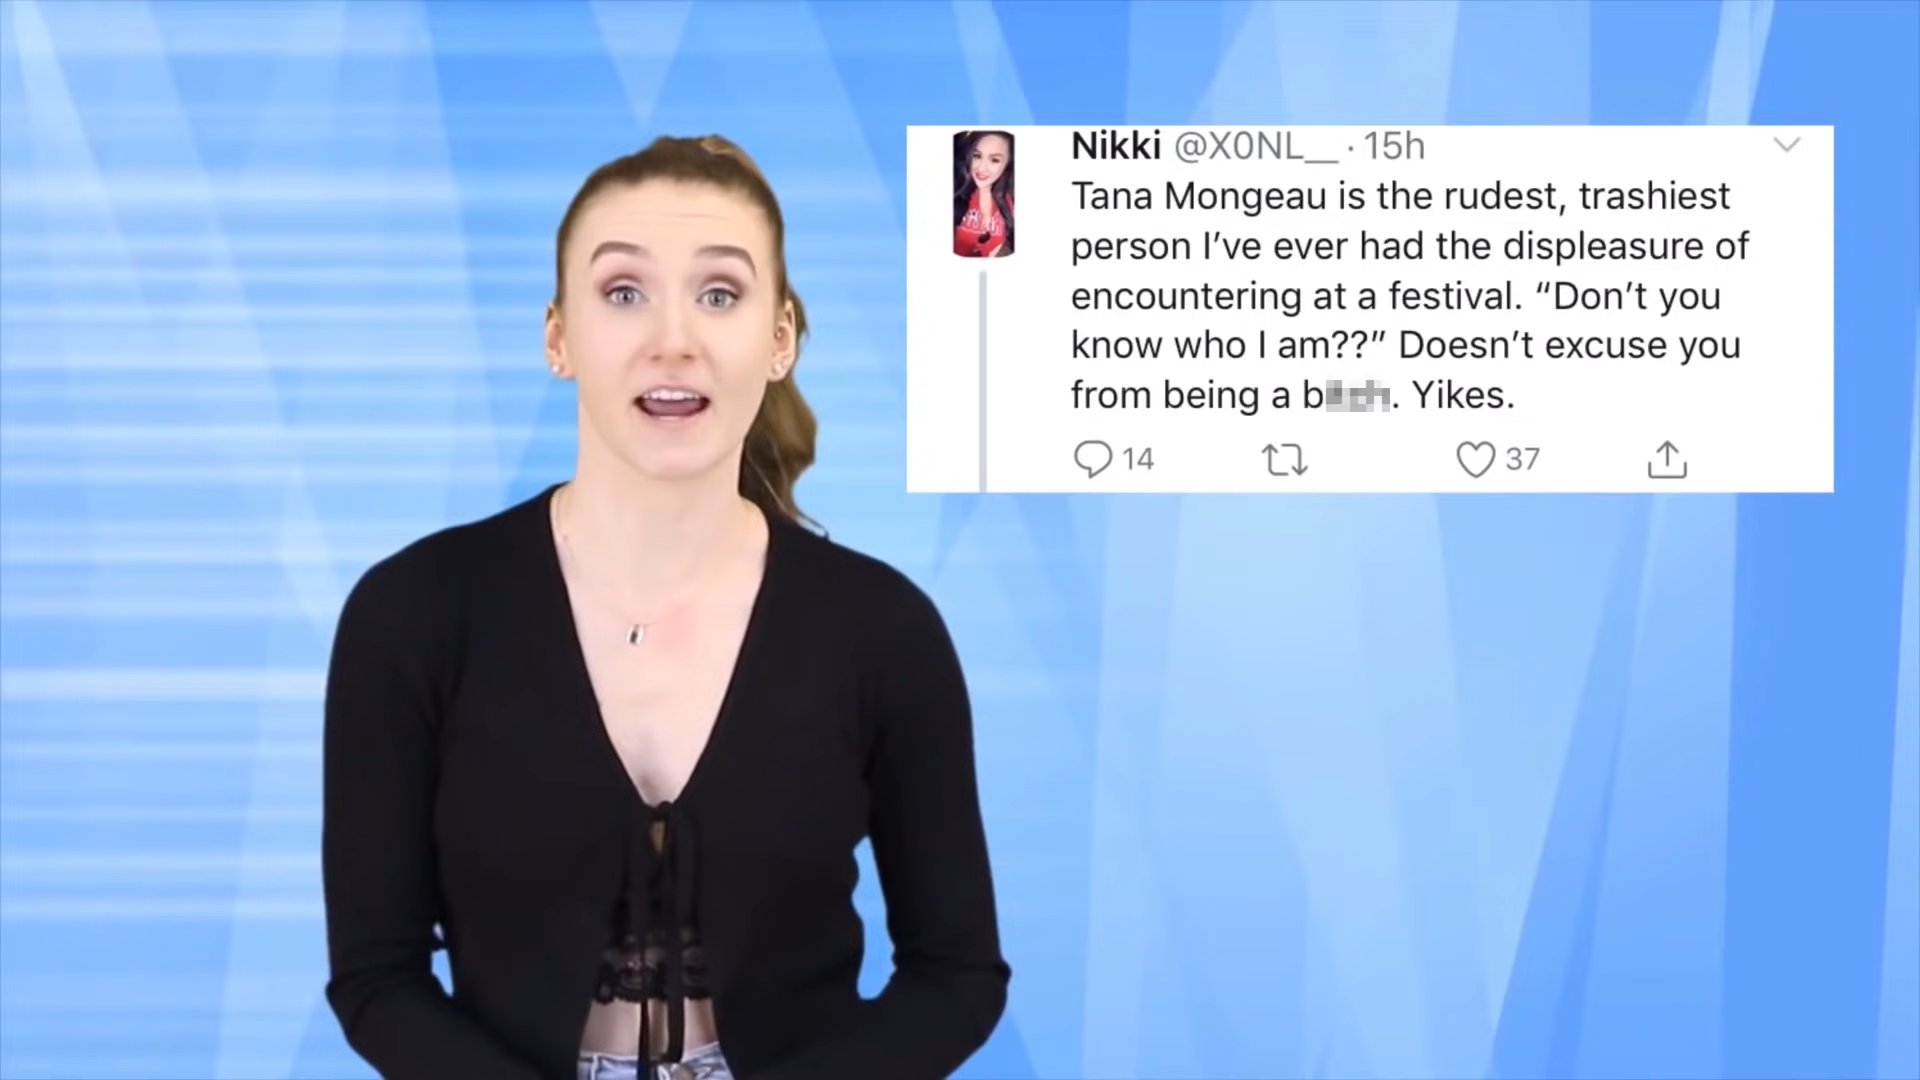 Nikki @X0NL__ · 15h
Tana Mongeau is the rudest, trashiest
person I've ever had the displeasure of
encountering at a festival. “Don't you
know who I am??” Doesn't excuse you
from being a . Yikes.
14 37